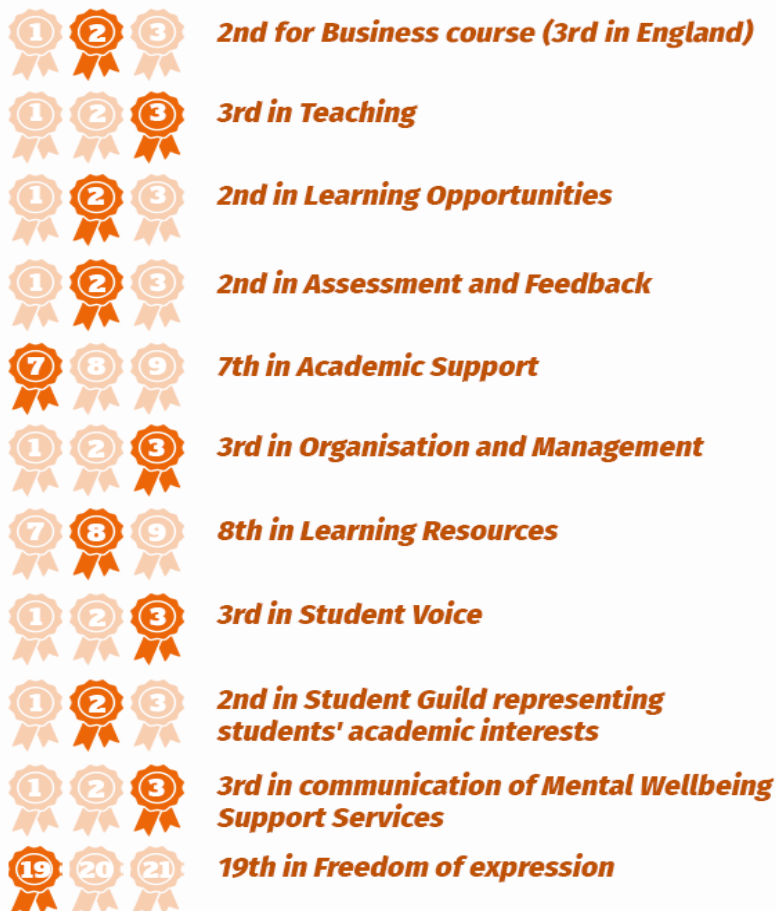 1 2 3 2nd for Business course (3rd in England)
1 2 3 3rd in Teaching
1 2 3 2nd in Learning Opportunities
1 2 3 2nd in Assessment and Feedback
7 8 9 7th in Academic Support
1 2 3 3rd in Organisation and Management
7 8 9 8th in Learning Resources
1 2 3 3rd in Student Voice
1 2 3 2nd in Student Guild representing
students' academic interests
1 2 3 3rd in communication of Mental Wellbeing
Support Services
19 20 21 19th in Freedom of expression